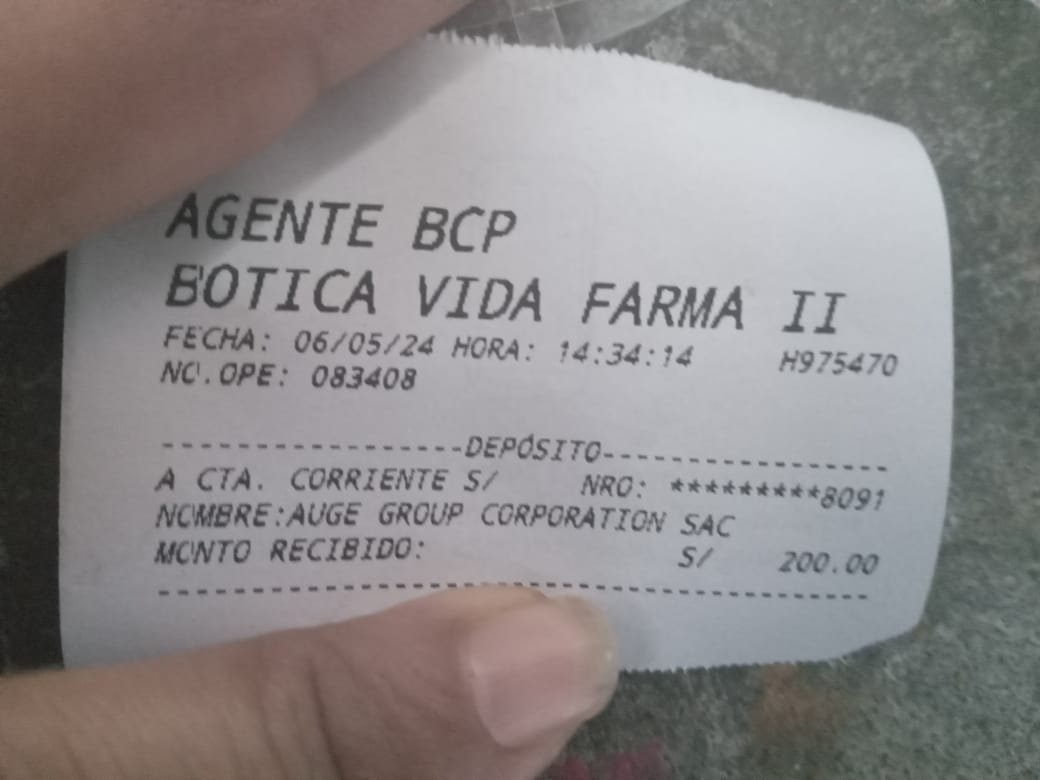 AGENTE BCP
BOTICA VIDA FARMA II
FECHA: 06/05/24 HORA: 14:34:14 H975470
NO.OPE: 083408
------------------DEPÓSITO-----------------
A CTA. CORRIENTE S/ NRO: *********8091
NOMBRE:AUGE GROUP CORPORATION SAC
MONTO RECIBIDO: S/ 200.00
---------------------------------------------